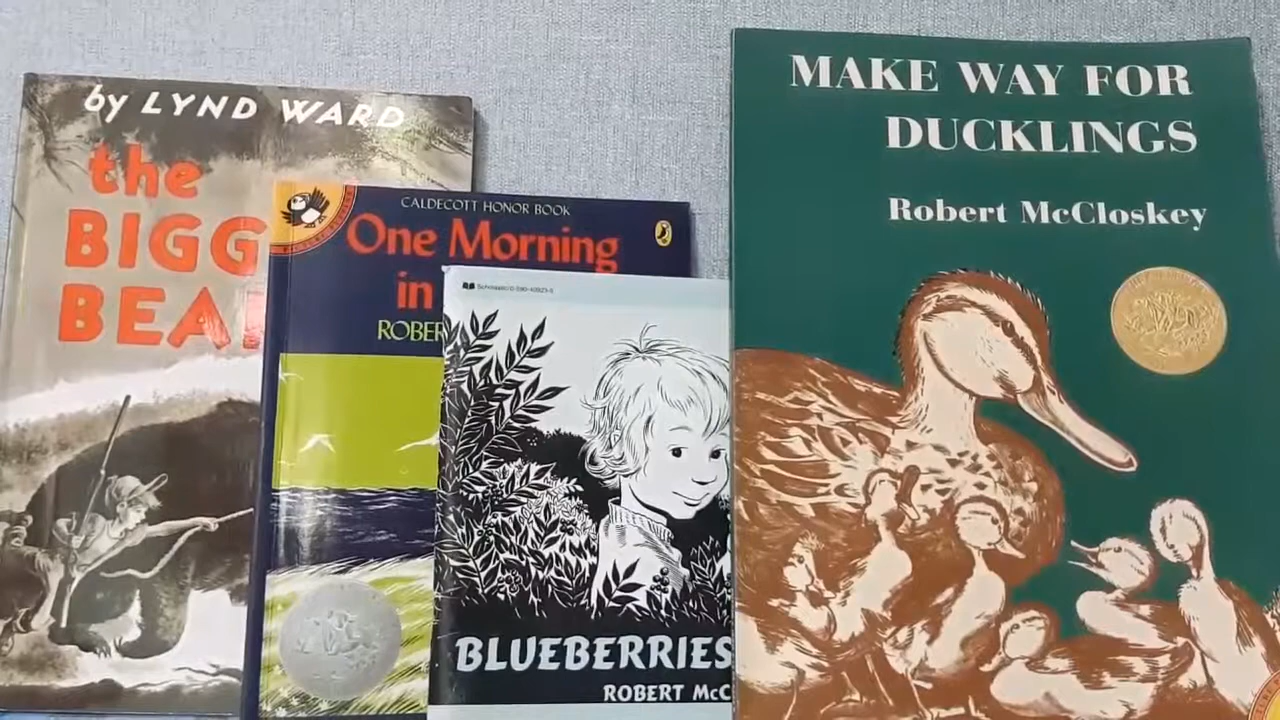 by LYND WARD
the
BIGG
BEA
CALDECOTT HONOR BOOK
One Morning
in
ROBER
BLUEBERRIES
ROBERT McC
MAKE WAY FOR
DUCKLINGS
Robert McCloskey